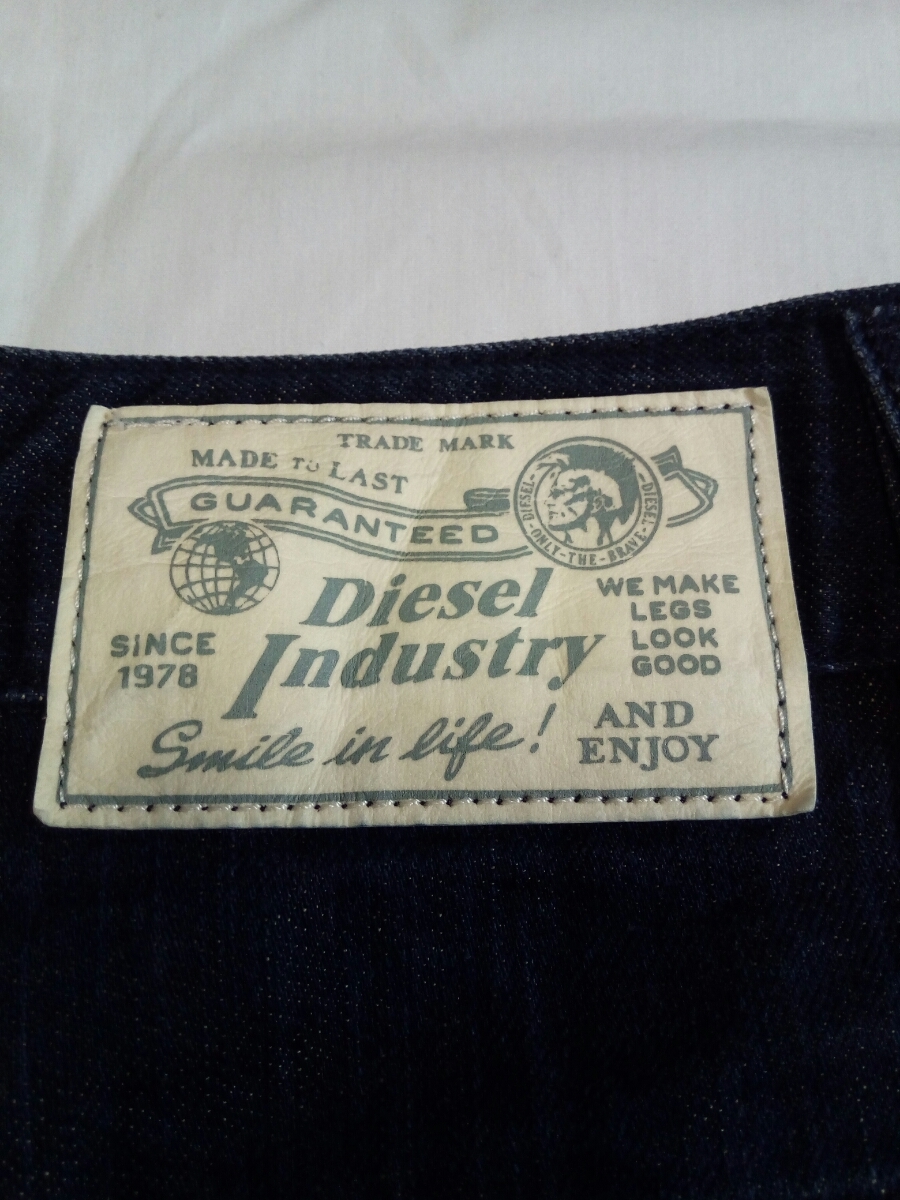 TRADE MARK
MADE TO LAST
GUARANTEED
DIESEL - ONLY - THE - BRAVE - DIESEL
Diesel
Industry
SINCE
1978
WE MAKE
LEGS
LOOK
GOOD
Smile in life!
AND
ENJOY